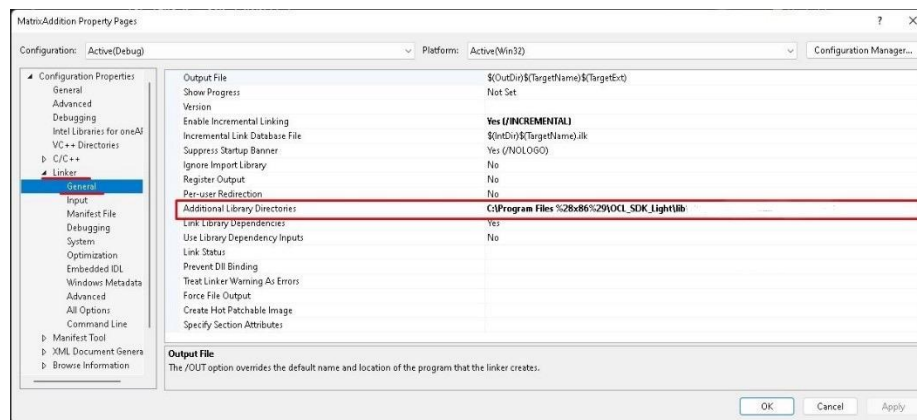 MatrixAddition Property Pages ? ×
Configuration: Active(Debug) Platform: Active(Win32) Configuration Manager...
Configuration Properties
General
Advanced
Debugging
Intel Libraries for oneAP
VC++ Directories
C/C++
Linker
General
Input
Manifest File
Debugging
System
Optimization
Embedded IDL
Windows Metadata
Advanced
All Options
Command Line
Manifest Tool
XML Document Genera
Browse Information
Output File $(OutDir)$(TargetName)$(TargetExt)
Show Progress Not Set
Version
Enable Incremental Linking Yes (/INCREMENTAL)
Incremental Link Database File $(IntDir)$(TargetName).ilk
Suppress Startup Banner Yes (/NOLOGO)
Ignore Import Library No
Register Output No
Per-user Redirection No
Additional Library Directories C:\Program Files %28x86%29\OCL_SDK_Light\lib
Link Library Dependencies Yes
Use Library Dependency Inputs No
Link Status
Prevent Dll Binding
Treat Linker Warning As Errors
Force File Output
Create Hot Patchable Image
Specify Section Attributes
Output File
The /OUT option overrides the default name and location of the program that the linker creates.
OK Cancel Apply